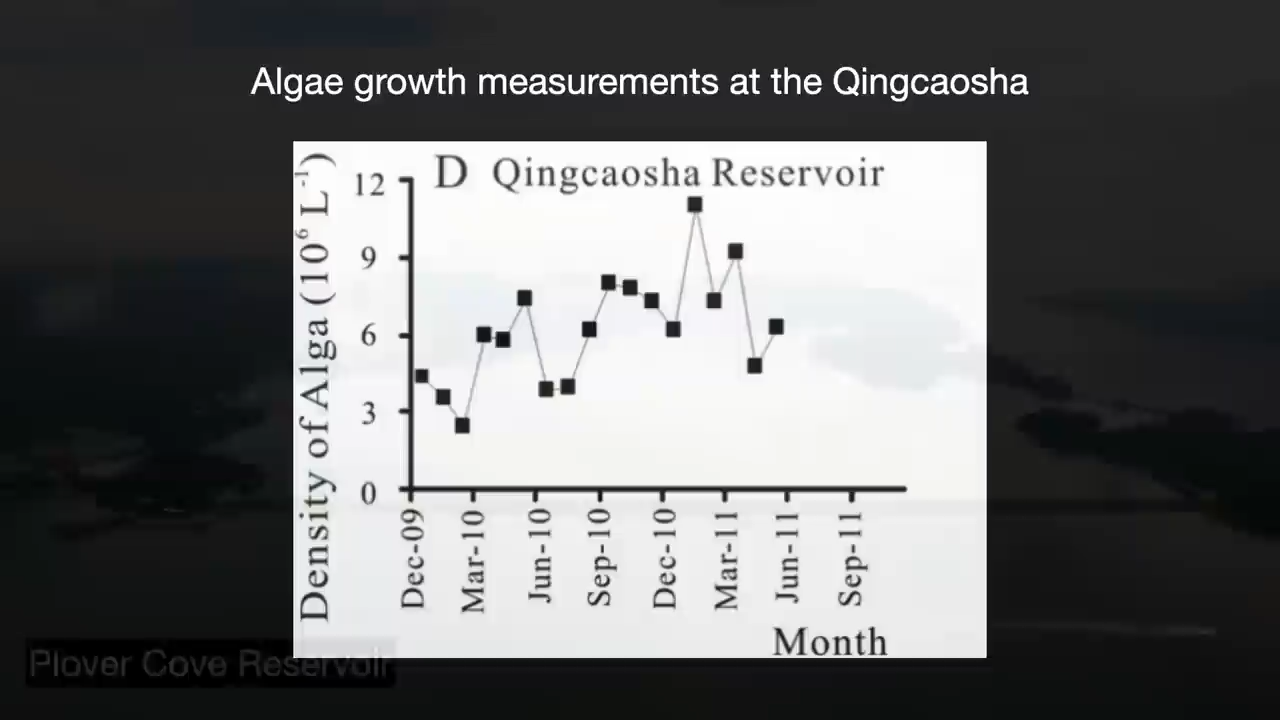 Algae growth measurements at the Qingcaosha
D Qingcaosha Reservoir
Density of Alga (10⁶ L⁻¹)
12
9
6
3
0
Dec-09
Mar-10
Jun-10
Sep-10
Dec-10
Mar-11
Jun-11
Sep-11
Month
Plover Cove Reservoir